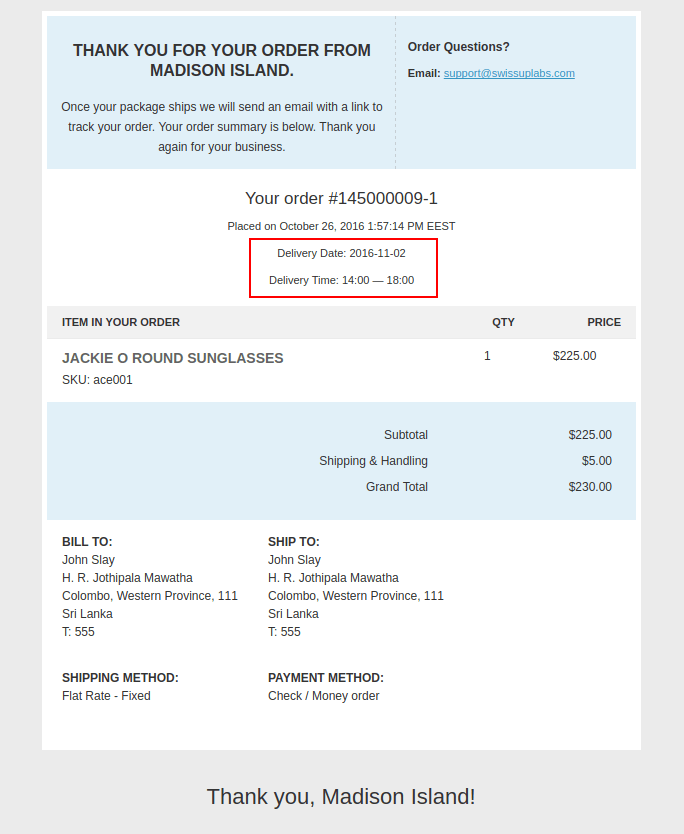 THANK YOU FOR YOUR ORDER FROM
MADISON ISLAND.
Once your package ships we will send an email with a link to
track your order. Your order summary is below. Thank you
again for your business.
Order Questions?
Email: support@swissuplabs.com
Your order #145000009-1
Placed on October 26, 2016 1:57:14 PM EEST
Delivery Date: 2016-11-02
Delivery Time: 14:00 — 18:00
ITEM IN YOUR ORDER QTY PRICE
JACKIE O ROUND SUNGLASSES 1 $225.00
SKU: ace001
Subtotal $225.00
Shipping & Handling $5.00
Grand Total $230.00
BILL TO:
John Slay
H. R. Jothipala Mawatha
Colombo, Western Province, 111
Sri Lanka
T: 555
SHIP TO:
John Slay
H. R. Jothipala Mawatha
Colombo, Western Province, 111
Sri Lanka
T: 555
SHIPPING METHOD:
Flat Rate - Fixed
PAYMENT METHOD:
Check / Money order
Thank you, Madison Island!